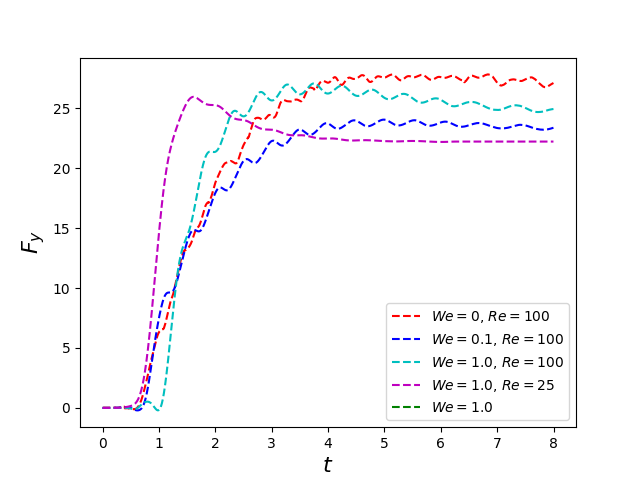 25
20
15
10
5
0
F_y
0 1 2 3 4 5 6 7 8
t
We = 0, Re = 100
We = 0.1, Re = 100
We = 1.0, Re = 100
We = 1.0, Re = 25
We = 1.0